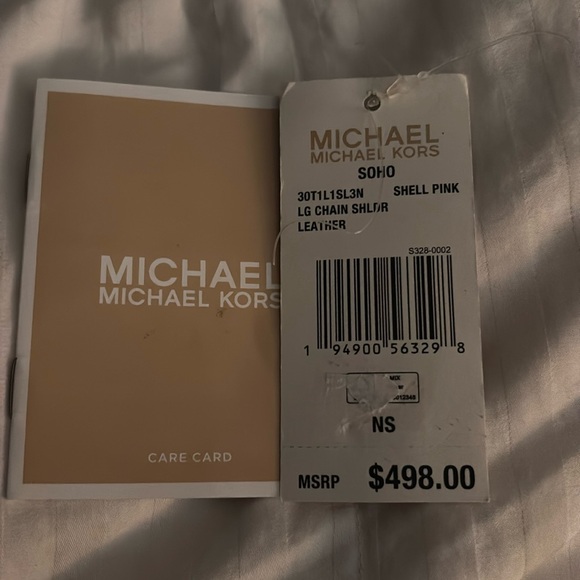 MICHAEL
MICHAEL KORS
CARE CARD
MICHAEL
MICHAEL KORS
SOHO
30T1L1SL3N SHELL PINK
LG CHAIN SHLDR
LEATHER
S328-0002
1 94900 56329 8
NS
MSRP $498.00